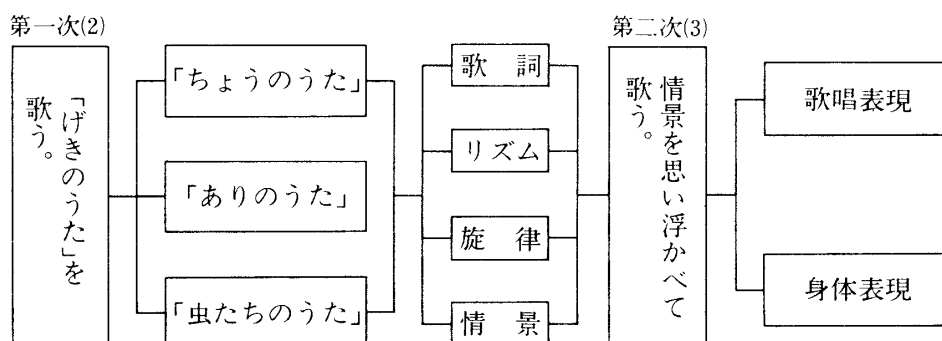 第一次(2)
「げきのうた」を
歌う。
「ちょうのうた」
「ありのうた」
「虫たちのうた」
歌　詞
リズム
旋　律
情　景
第二次(3)
情景を思い浮かべて
歌う。
歌唱表現
身体表現